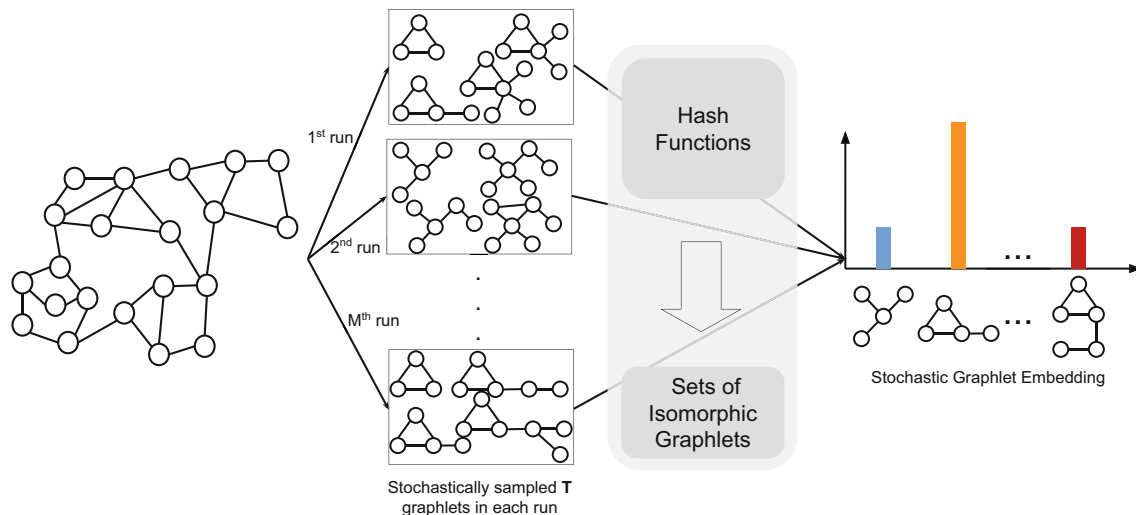 1st run
2nd run
Mth run
Stochastically sampled T
graphlets in each run
Hash
Functions
Sets of
Isomorphic
Graphlets
...
...
Stochastic Graphlet Embedding